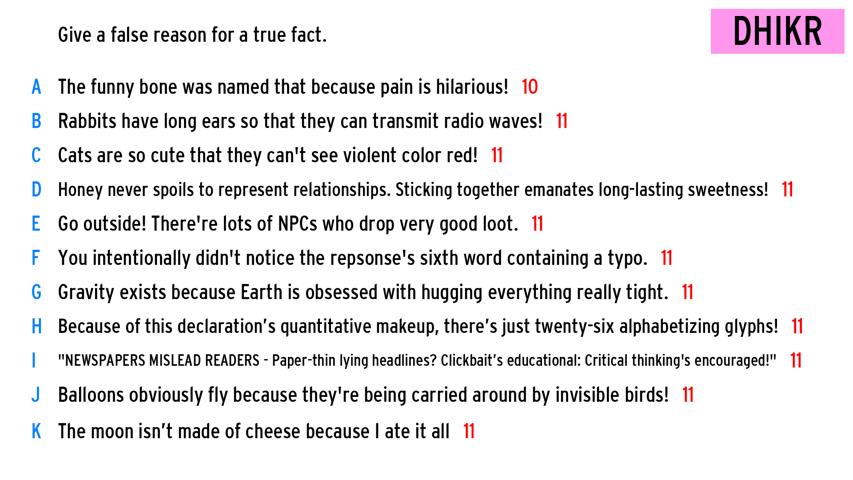 Give a false reason for a true fact.
DHIKR
A The funny bone was named that because pain is hilarious! 10
B Rabbits have long ears so that they can transmit radio waves! 11
C Cats are so cute that they can't see violent color red! 11
D Honey never spoils to represent relationships. Sticking together emanates long-lasting sweetness! 11
E Go outside! There're lots of NPCs who drop very good loot. 11
F You intentionally didn't notice the repsonse's sixth word containing a typo. 11
G Gravity exists because Earth is obsessed with hugging everything really tight. 11
H Because of this declaration’s quantitative makeup, there’s just twenty-six alphabetizing glyphs! 11
I "NEWSPAPERS MISLEAD READERS - Paper-thin lying headlines? Clickbait’s educational: Critical thinking's encouraged!" 11
J Balloons obviously fly because they're being carried around by invisible birds! 11
K The moon isn’t made of cheese because I ate it all 11